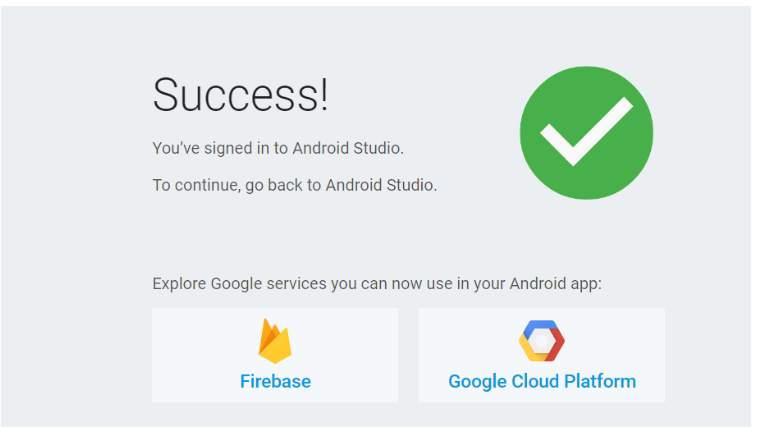 Success!
You've signed in to Android Studio.
To continue, go back to Android Studio.
Explore Google services you can now use in your Android app:
Firebase
Google Cloud Platform